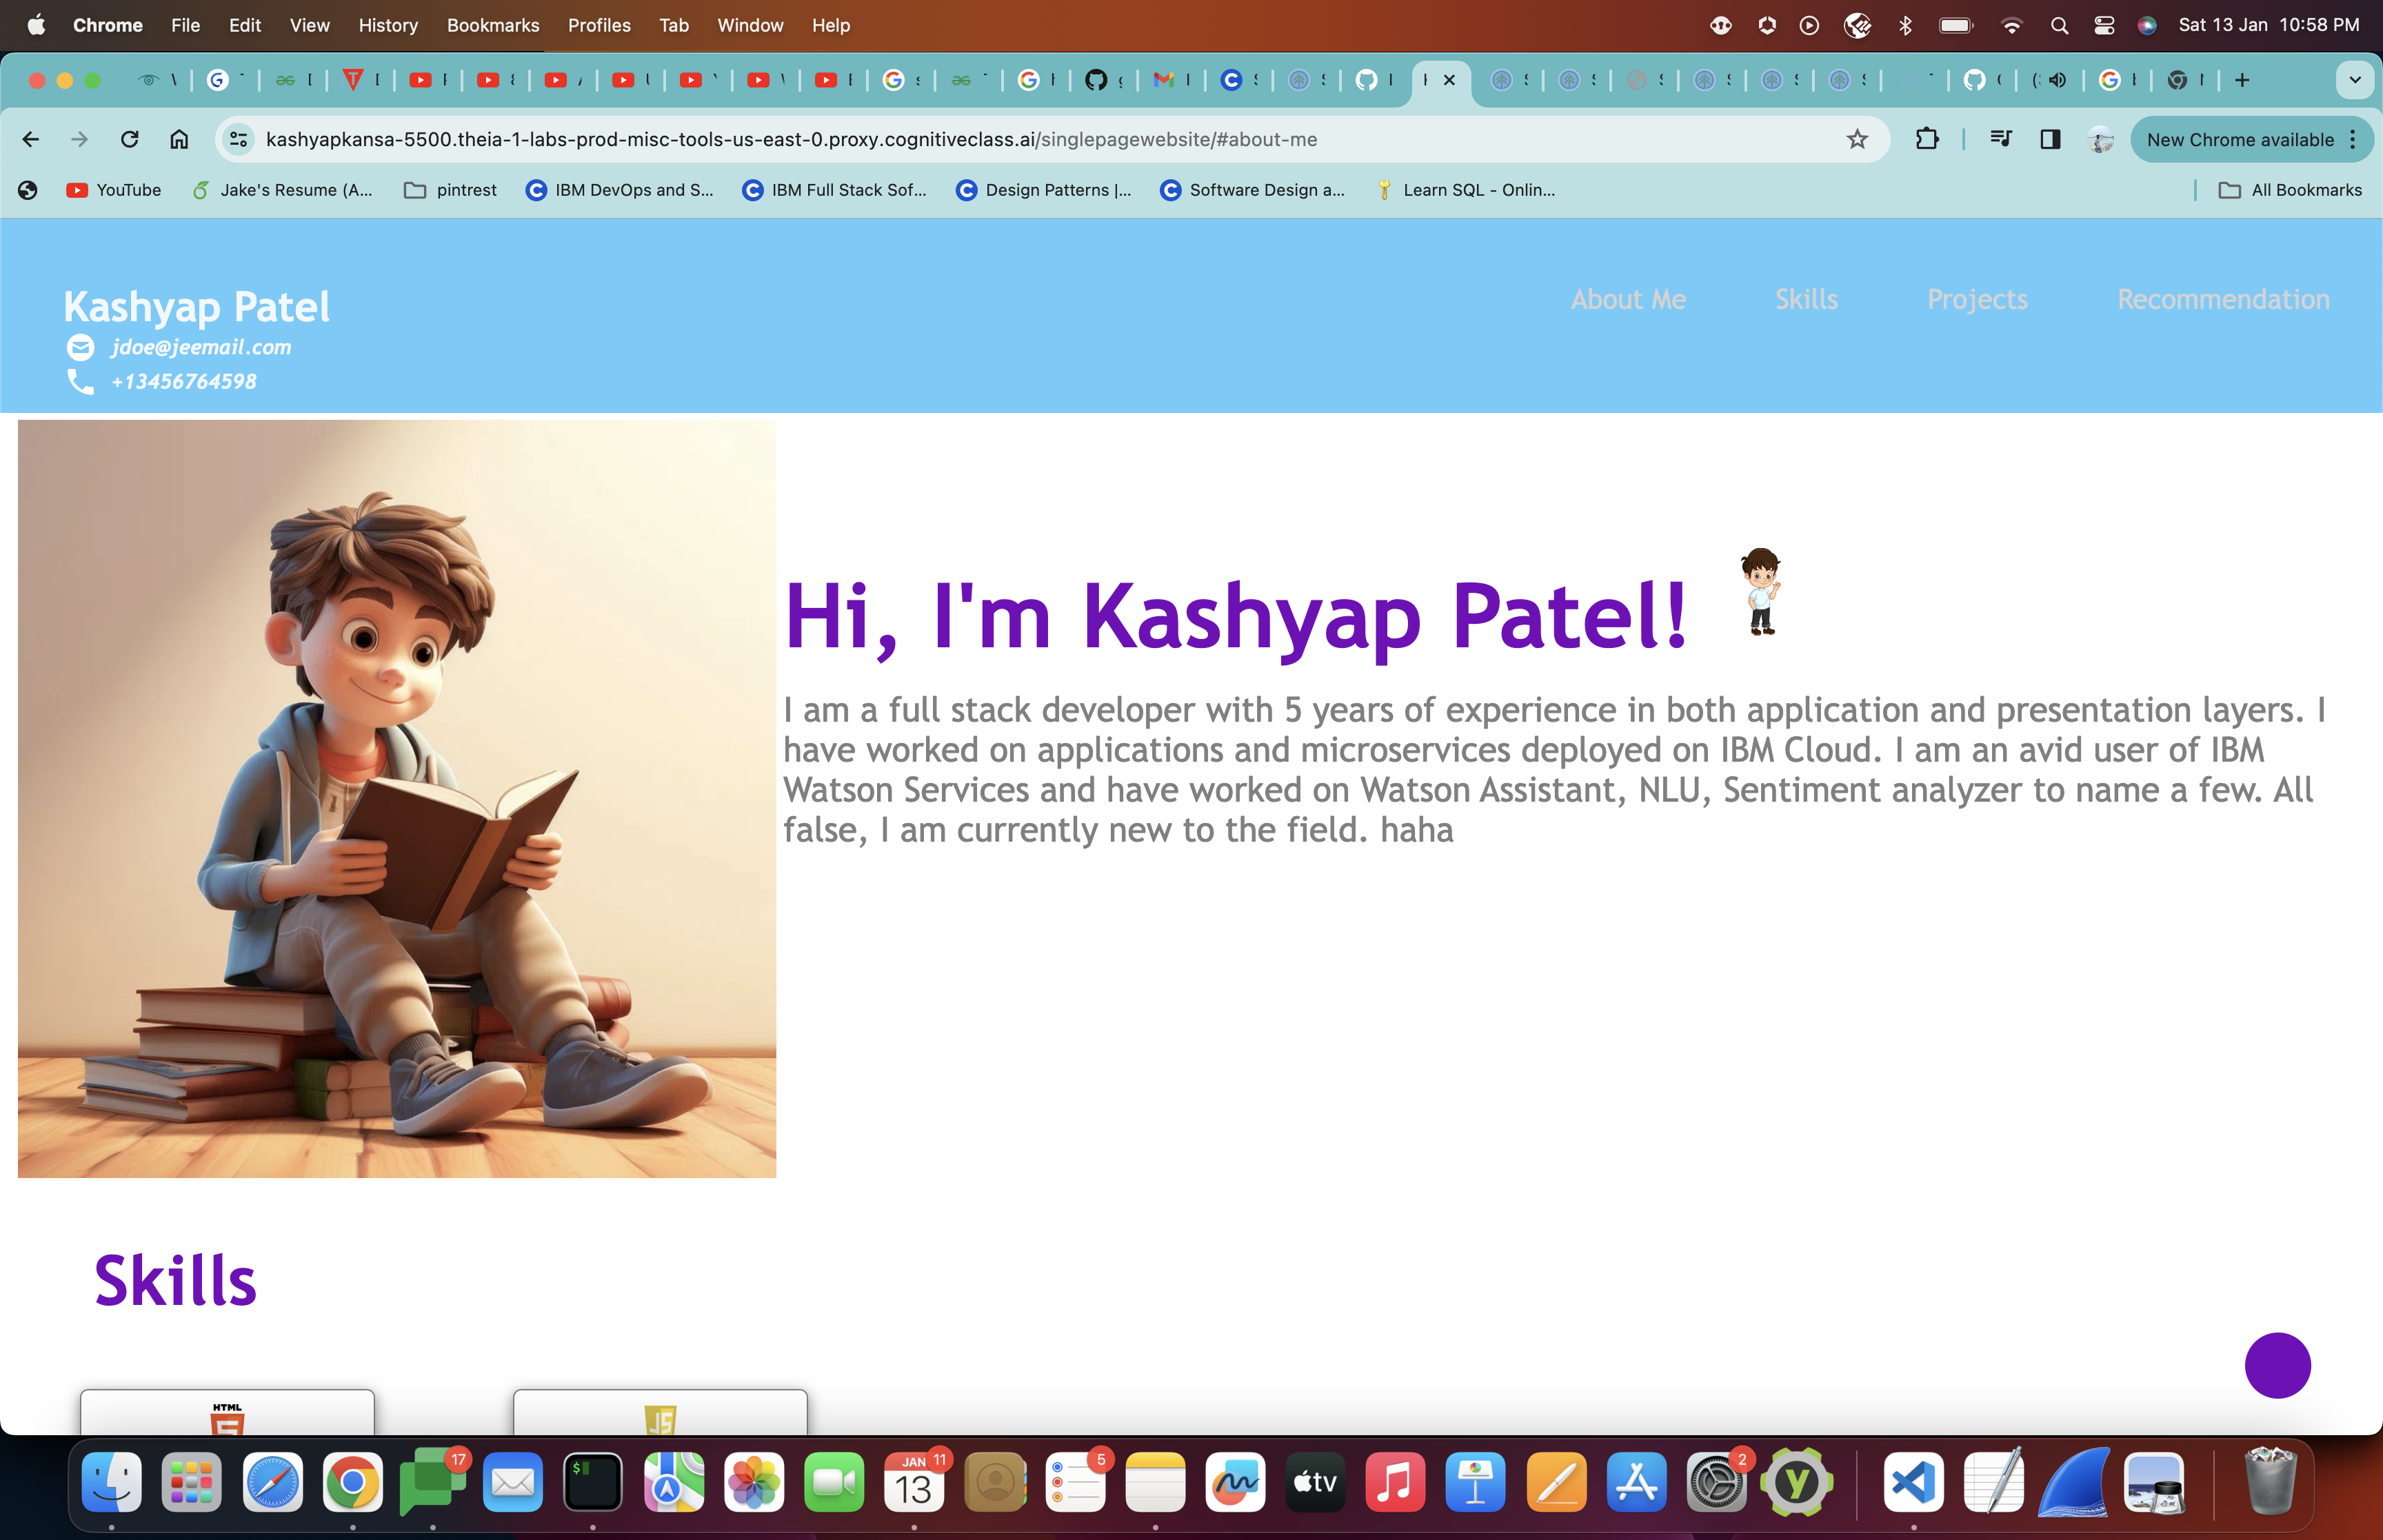 Chrome File Edit View History Bookmarks Profiles Tab Window Help
Sat 13 Jan 10:58 PM
kashyapkansa-5500.theia-1-labs-prod-misc-tools-us-east-0.proxy.cognitiveclass.ai/singlepagewebsite/#about-me
New Chrome available
YouTube Jake's Resume (A... pintrest IBM DevOps and S... IBM Full Stack Sof... Design Patterns |... Software Design a... Learn SQL - Onlin... All Bookmarks
Kashyap Patel
jdoe@jeemail.com
+13456764598
About Me Skills Projects Recommendation
Hi, I'm Kashyap Patel!
I am a full stack developer with 5 years of experience in both application and presentation layers. I
have worked on applications and microservices deployed on IBM Cloud. I am an avid user of IBM
Watson Services and have worked on Watson Assistant, NLU, Sentiment analyzer to name a few. All
false, I am currently new to the field. haha
Skills
HTML
JS
17
JAN 11
13
5
tv
2